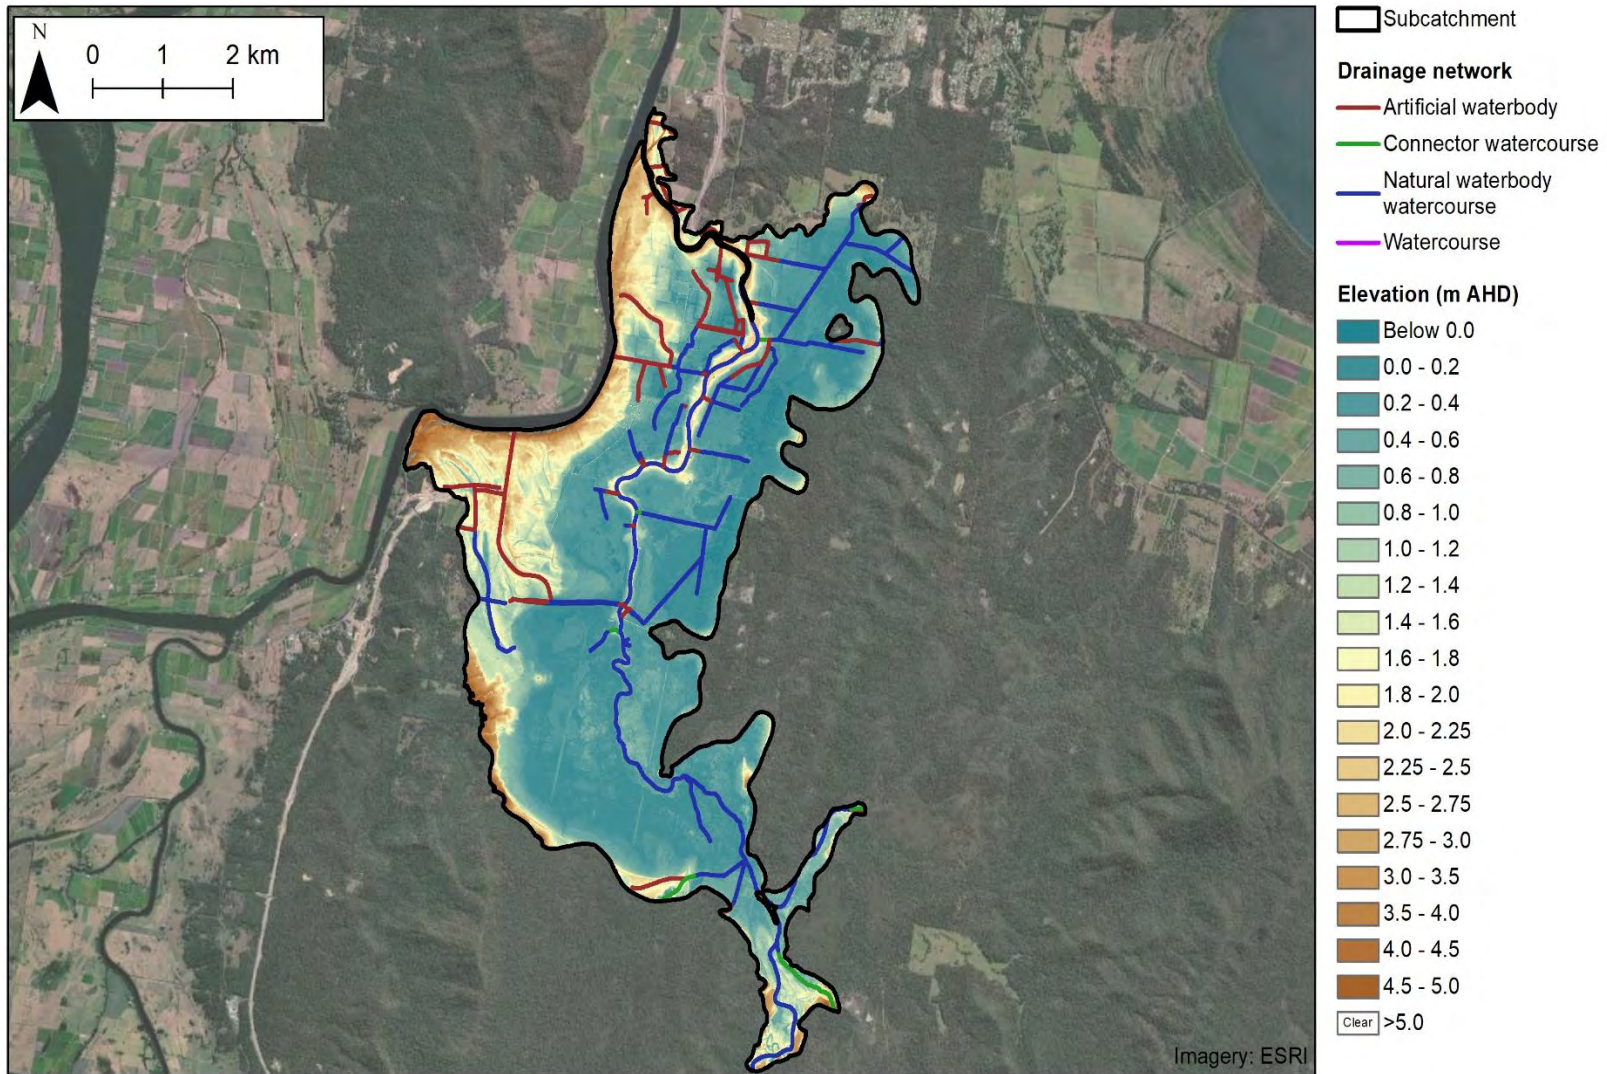 N
0 1 2 km
Subcatchment
Drainage network
Artificial waterbody
Connector watercourse
Natural waterbody
watercourse
Watercourse
Elevation (m AHD)
Below 0.0
0.0 - 0.2
0.2 - 0.4
0.4 - 0.6
0.6 - 0.8
0.8 - 1.0
1.0 - 1.2
1.2 - 1.4
1.4 - 1.6
1.6 - 1.8
1.8 - 2.0
2.0 - 2.25
2.25 - 2.5
2.5 - 2.75
2.75 - 3.0
3.0 - 3.5
3.5 - 4.0
4.0 - 4.5
4.5 - 5.0
Clear >5.0
Imagery: ESRI